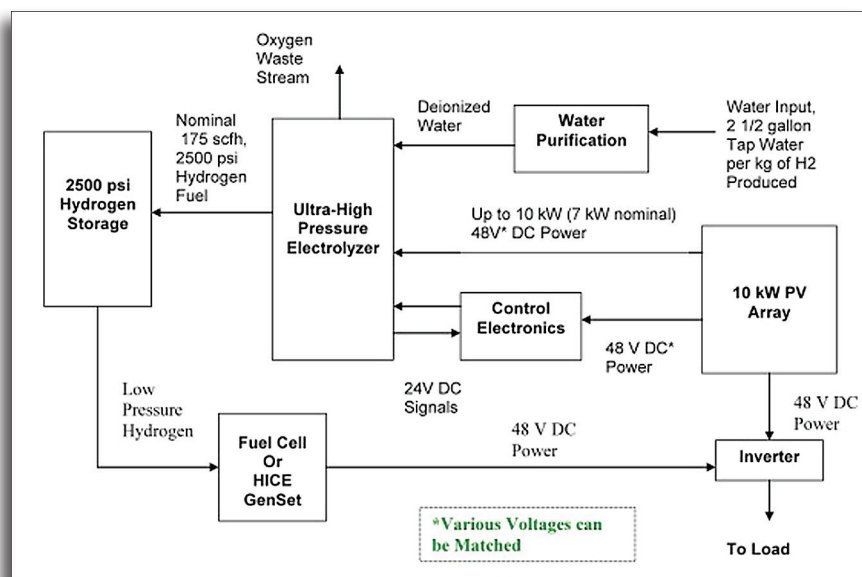 Oxygen
Waste
Stream
Nominal
175 scfh,
2500 psi
Hydrogen
Fuel
Deionized
Water
Water
Purification
Water Input,
2 1/2 gallon
Tap Water
per kg of H2
Produced
2500 psi
Hydrogen
Storage
Ultra-High
Pressure
Electrolyzer
Up to 10 kW (7 kW nominal)
48V* DC Power
10 kW PV
Array
Control
Electronics
48 V DC*
Power
24V DC
Signals
Low
Pressure
Hydrogen
48 V DC
Power
Fuel Cell
Or
HICE
GenSet
48 V DC
Power
Inverter
*Various Voltages can
be Matched
To Load